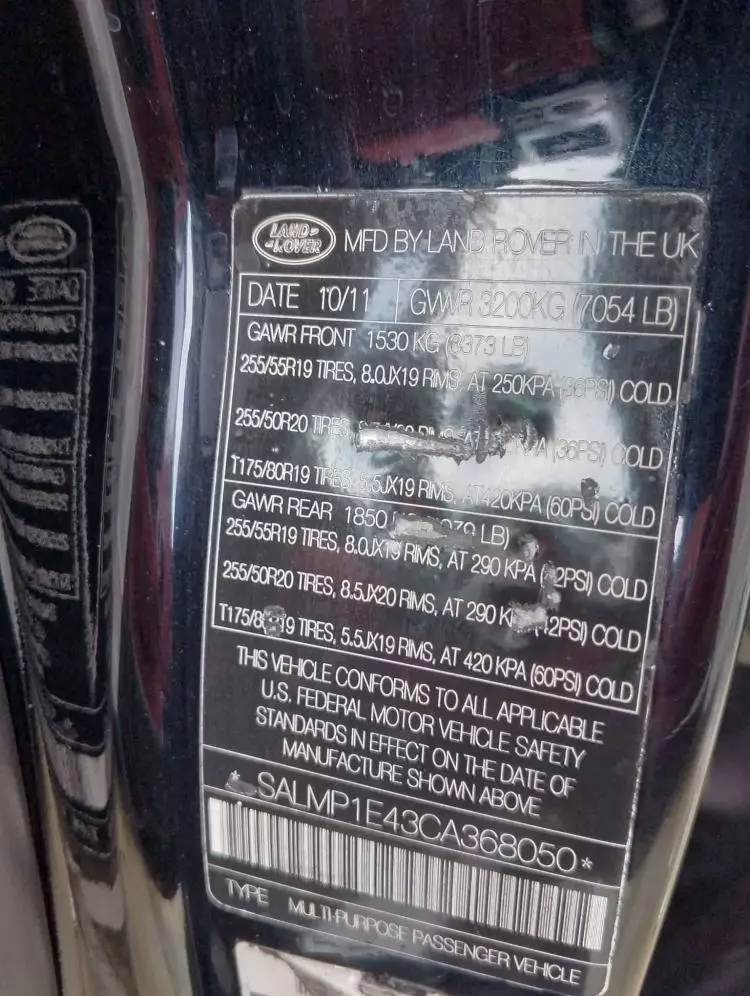 LAND-
-ROVER
MFD BY LAND ROVER IN THE UK
DATE 10/11
GVWR 3200KG (7054 LB)
GAWR FRONT 1530 KG (3373 LB)
255/55R19 TIRES, 8.0JX19 RIMS, AT 250KPA (36PSI) COLD
255/50R20 TIRES, RIMS, (36PSI) COLD
T175/80R19 TIRES, 5.5JX19 RIMS, AT 420KPA (60PSI) COLD
GAWR REAR 1850 LB)
255/55R19 TIRES, 8.0JX19 RIMS, AT 290 KPA ( 2PSI) COLD
255/50R20 TIRES, 8.5JX20 RIMS, AT 290 (42PSI) COLD
T175/8 19 TIRES, 5.5JX19 RIMS, AT 420 KPA (60PSI) COLD
THIS VEHICLE CONFORMS TO ALL APPLICABLE
U.S. FEDERAL MOTOR VEHICLE SAFETY
STANDARDS IN EFFECT ON THE DATE OF
MANUFACTURE SHOWN ABOVE
*SALMP1E43CA368050*
TYPE MULTI-PURPOSE PASSENGER VEHICLE